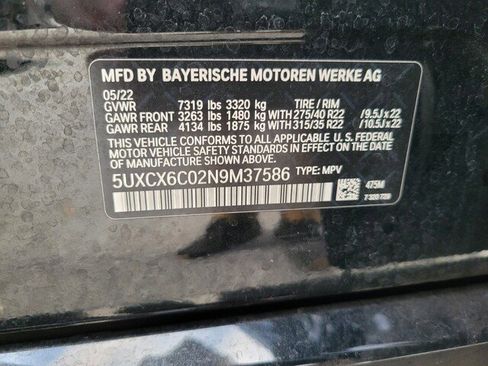 MFD BY BAYERISCHE MOTOREN WERKE AG
05/22
GVWR 7319 lbs 3320 kg TIRE / RIM
GAWR FRONT 3263 lbs 1480 kg WITH 275/40 R22 / 9.5J x 22
GAWR REAR 4134 lbs 1875 kg WITH 315/35 R22 / 10.5J x 22
THIS VEHICLE CONFORMS TO ALL APPLICABLE U.S. FEDERAL
MOTOR VEHICLE SAFETY STANDARDS IN EFFECT ON THE
DATE OF MANUFACTURE SHOWN ABOVE.
5UXCX6C02N9M37586 TYPE: MPV
475M